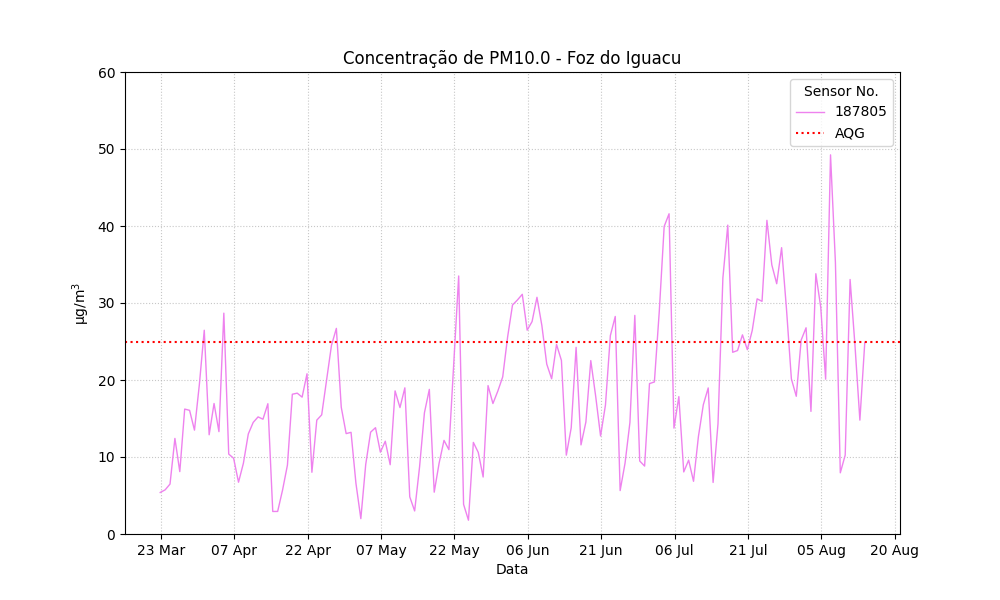 Concentração de PM10.0 - Foz do Iguacu
Sensor No.
187805
AQG
60
50
40
30
20
10
0
µg/m³
23 Mar
07 Apr
22 Apr
07 May
22 May
06 Jun
21 Jun
06 Jul
21 Jul
05 Aug
20 Aug
Data